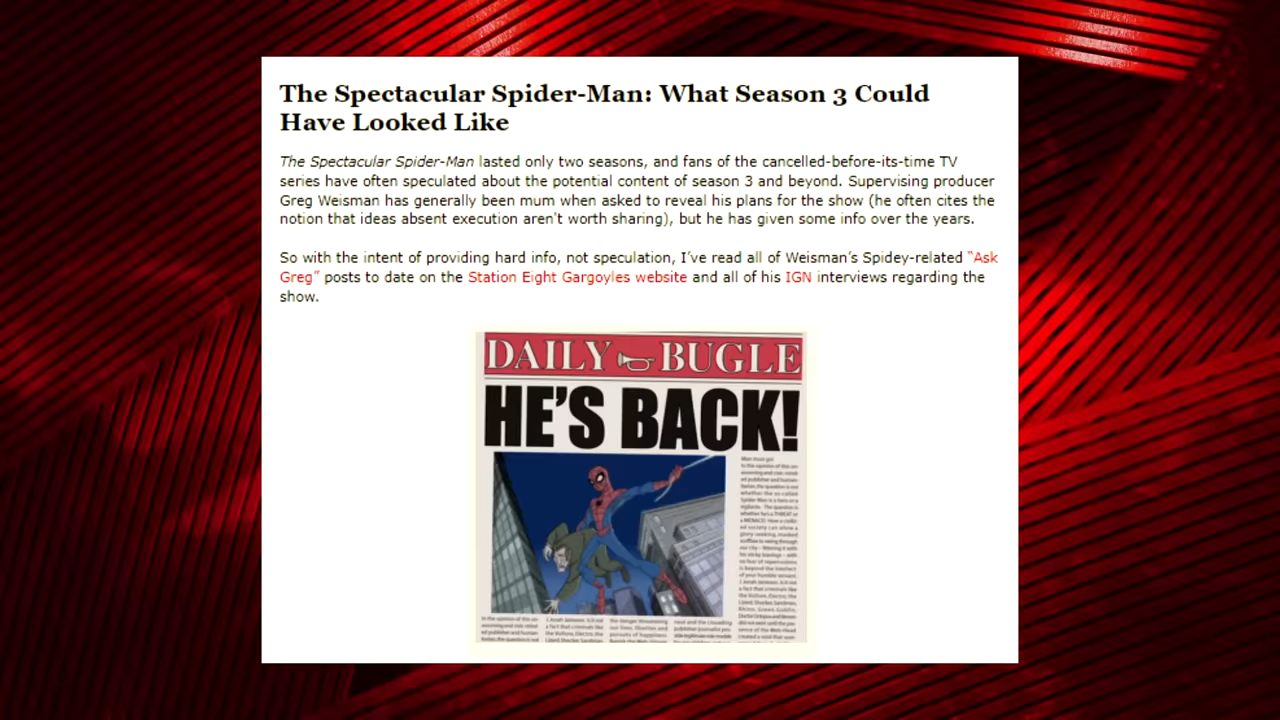 The Spectacular Spider-Man: What Season 3 Could
Have Looked Like
The Spectacular Spider-Man lasted only two seasons, and fans of the cancelled-before-its-time TV
series have often speculated about the potential content of season 3 and beyond. Supervising producer
Greg Weisman has generally been mum when asked to reveal his plans for the show (he often cites the
notion that ideas absent execution aren't worth sharing), but he has given some info over the years.
So with the intent of providing hard info, not speculation, I’ve read all of Weisman’s Spidey-related “Ask
Greg” posts to date on the Station Eight Gargoyles website and all of his IGN interviews regarding the
show.
DAILY BUGLE
HE'S BACK!